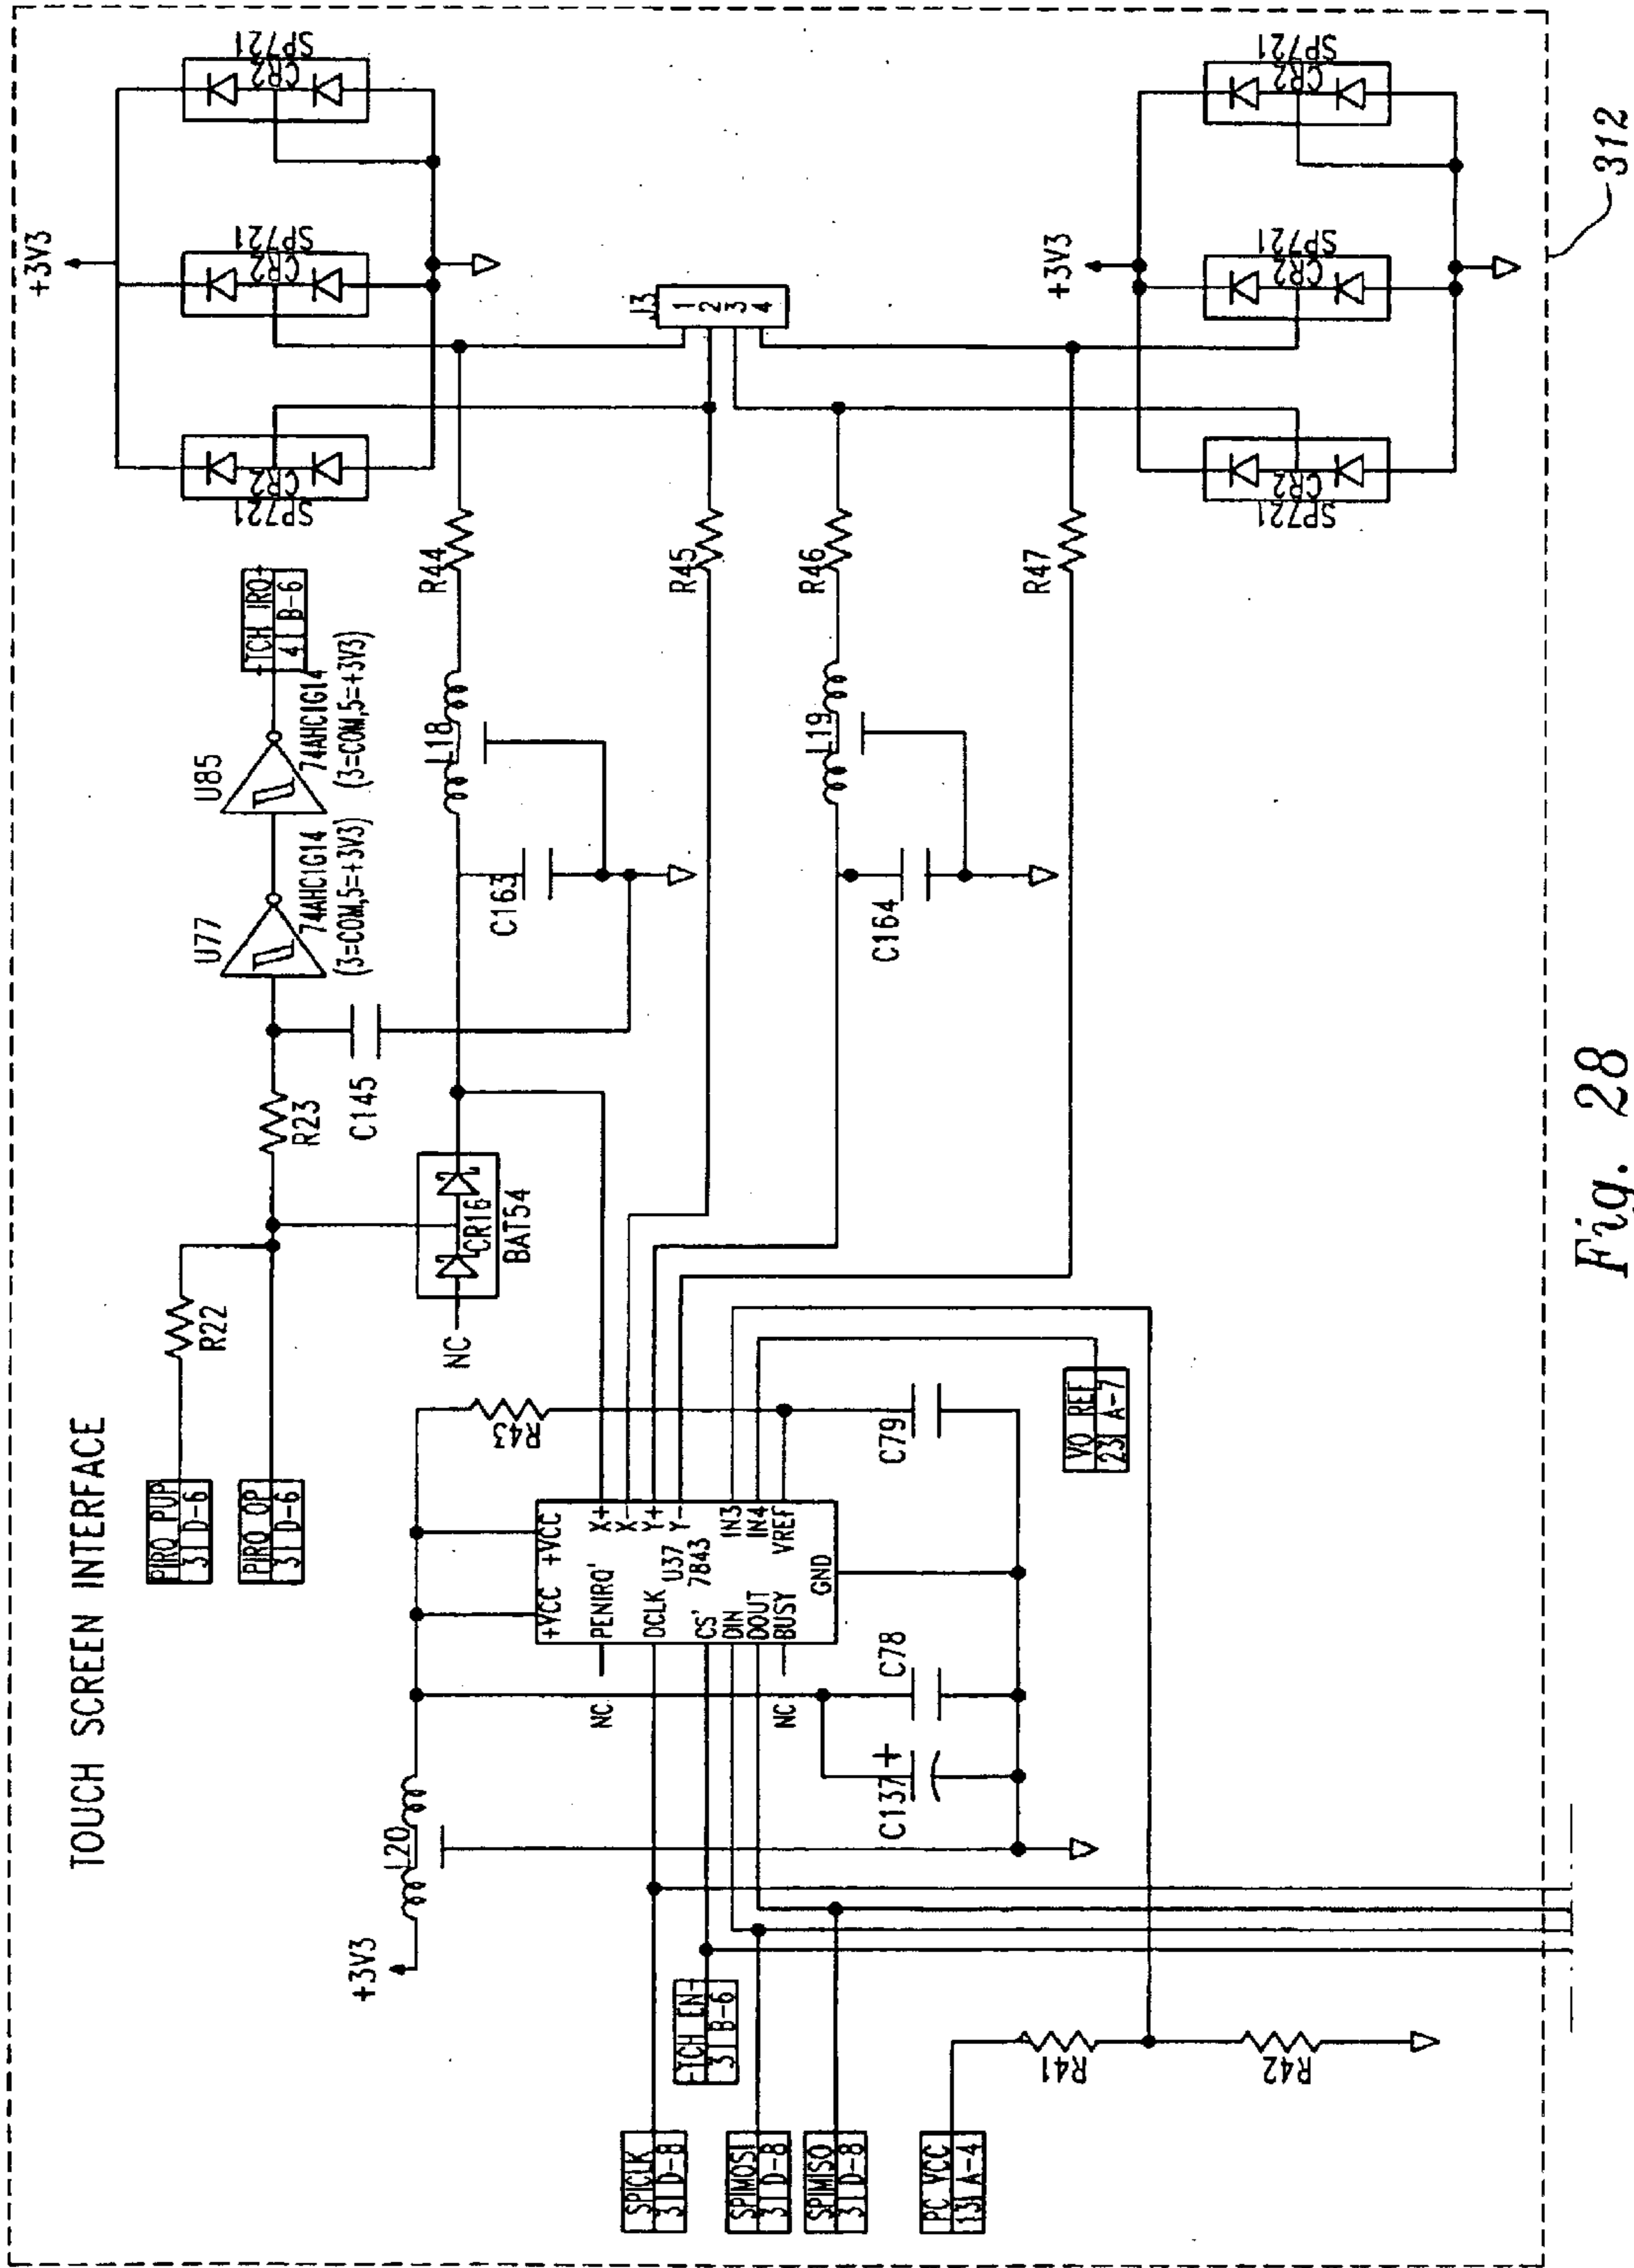 TOUCH SCREEN INTERFACE
+3V3
L20
PIRQ PUP
3 D-6
PIRQ OP
3 D-6
R22
R23
C145
U77
74AHC1G14
(3=COM,5=+3V3)
U85
74AHC1G14
(3=COM,5=+3V3)
TCH IRQ+
4 B-6
+3V3
SP721
CR2
SP721
CR2
SP721
CR2
NC
CR16
BAT54
L18
R44
C163
R45
J3
1
2
3
4
R43
+VCC
+VCC
PENIRQ'
DCLK
CS'
DIN
DOUT
BUSY
X+
X-
Y+
Y-
U37
7843
IN3
IN4
VREF
GND
NC
NC
SPICLK
3 D-8
-TCH EN+
3 B-6
SPIMOSI
3 D-8
SPIMISO
3 D-8
C137
+
C78
C79
L19
R46
C164
R47
VO REF
23 A-7
PC VCC
13 A-4
R41
R42
+3V3
SP721
CR2
SP721
CR2
SP721
CR2
312
Fig. 28